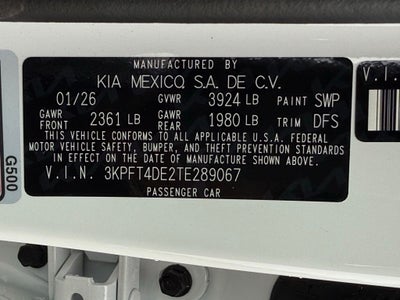 MANUFACTURED BY
KIA MEXICO, S.A. DE C.V.
01/26 GVWR 3924 LB PAINT SWP
GAWR FRONT 2361 LB GAWR REAR 1980 LB TRIM DFS
THIS VEHICLE CONFORMS TO ALL APPLICABLE U.S.A. FEDERAL
MOTOR VEHICLE SAFETY, BUMPER, AND THEFT PREVENTION STANDARDS
IN EFFECT ON THE DATE OF MANUFACTURE SHOWN ABOVE.
V.I.N. 3KPFT4DE2TE289067
PASSENGER CAR
G500
V.I.